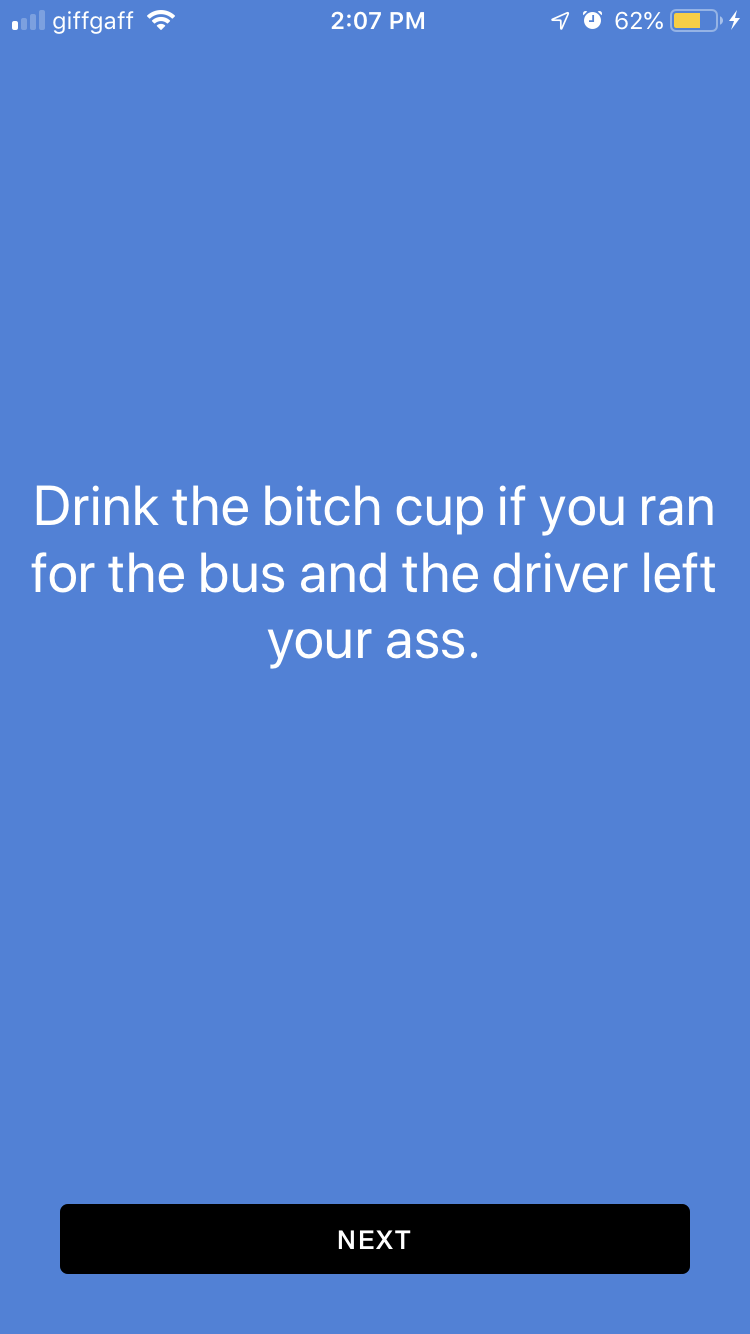 giffgaff 2:07 PM 62%
Drink the bitch cup if you ran
for the bus and the driver left
your ass.
NEXT